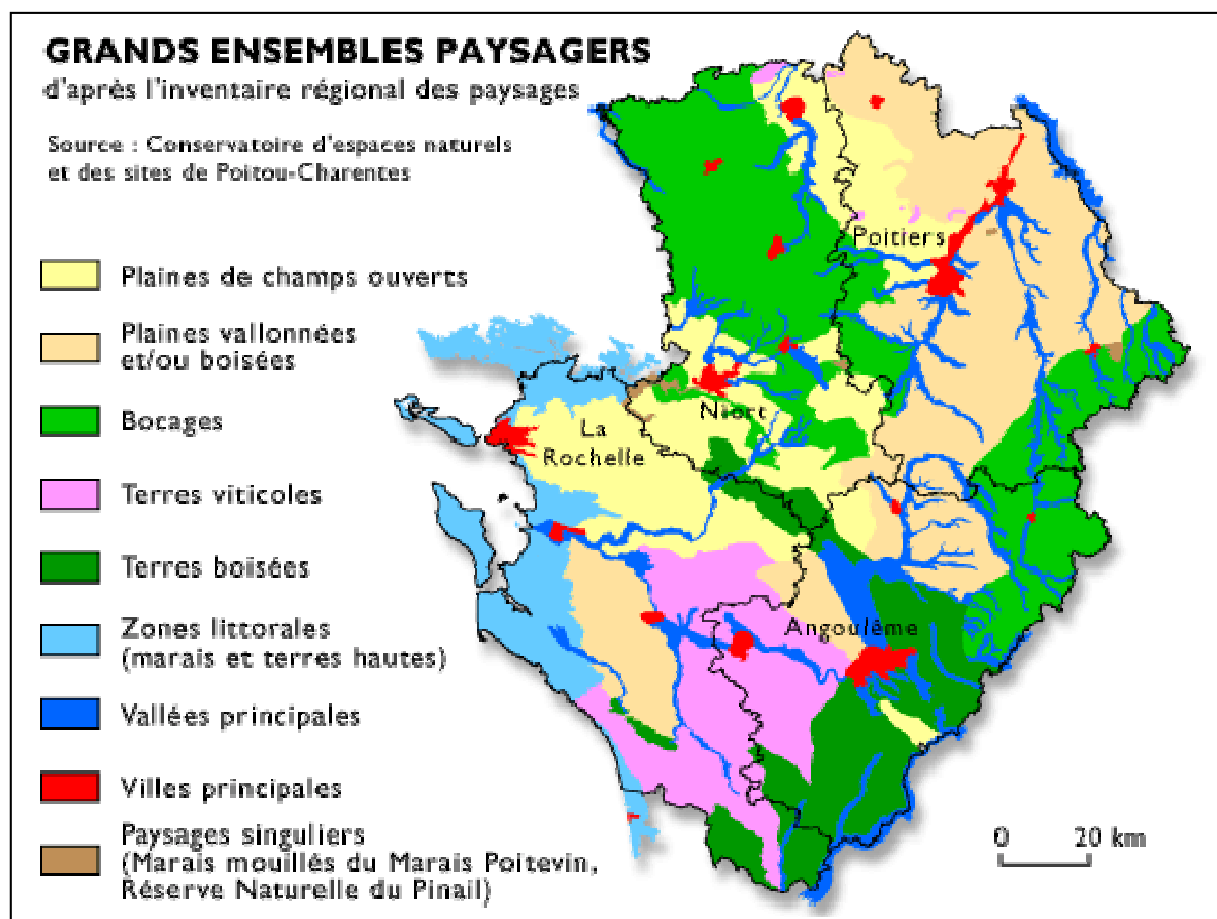 GRANDS ENSEMBLES PAYSAGERS
d'après l'inventaire régional des paysages
Source : Conservatoire d'espaces naturels
et des sites de Poitou-Charentes
Plaines de champs ouverts
Plaines vallonnées
et/ou boisées
Bocages
Terres viticoles
Terres boisées
Zones littorales
(marais et terres hautes)
Vallées principales
Villes principales
Paysages singuliers
(Marais mouillés du Marais Poitevin,
Réserve Naturelle du Pinail)
Poitiers
Niort
La
Rochelle
Angoulême
0 20 km